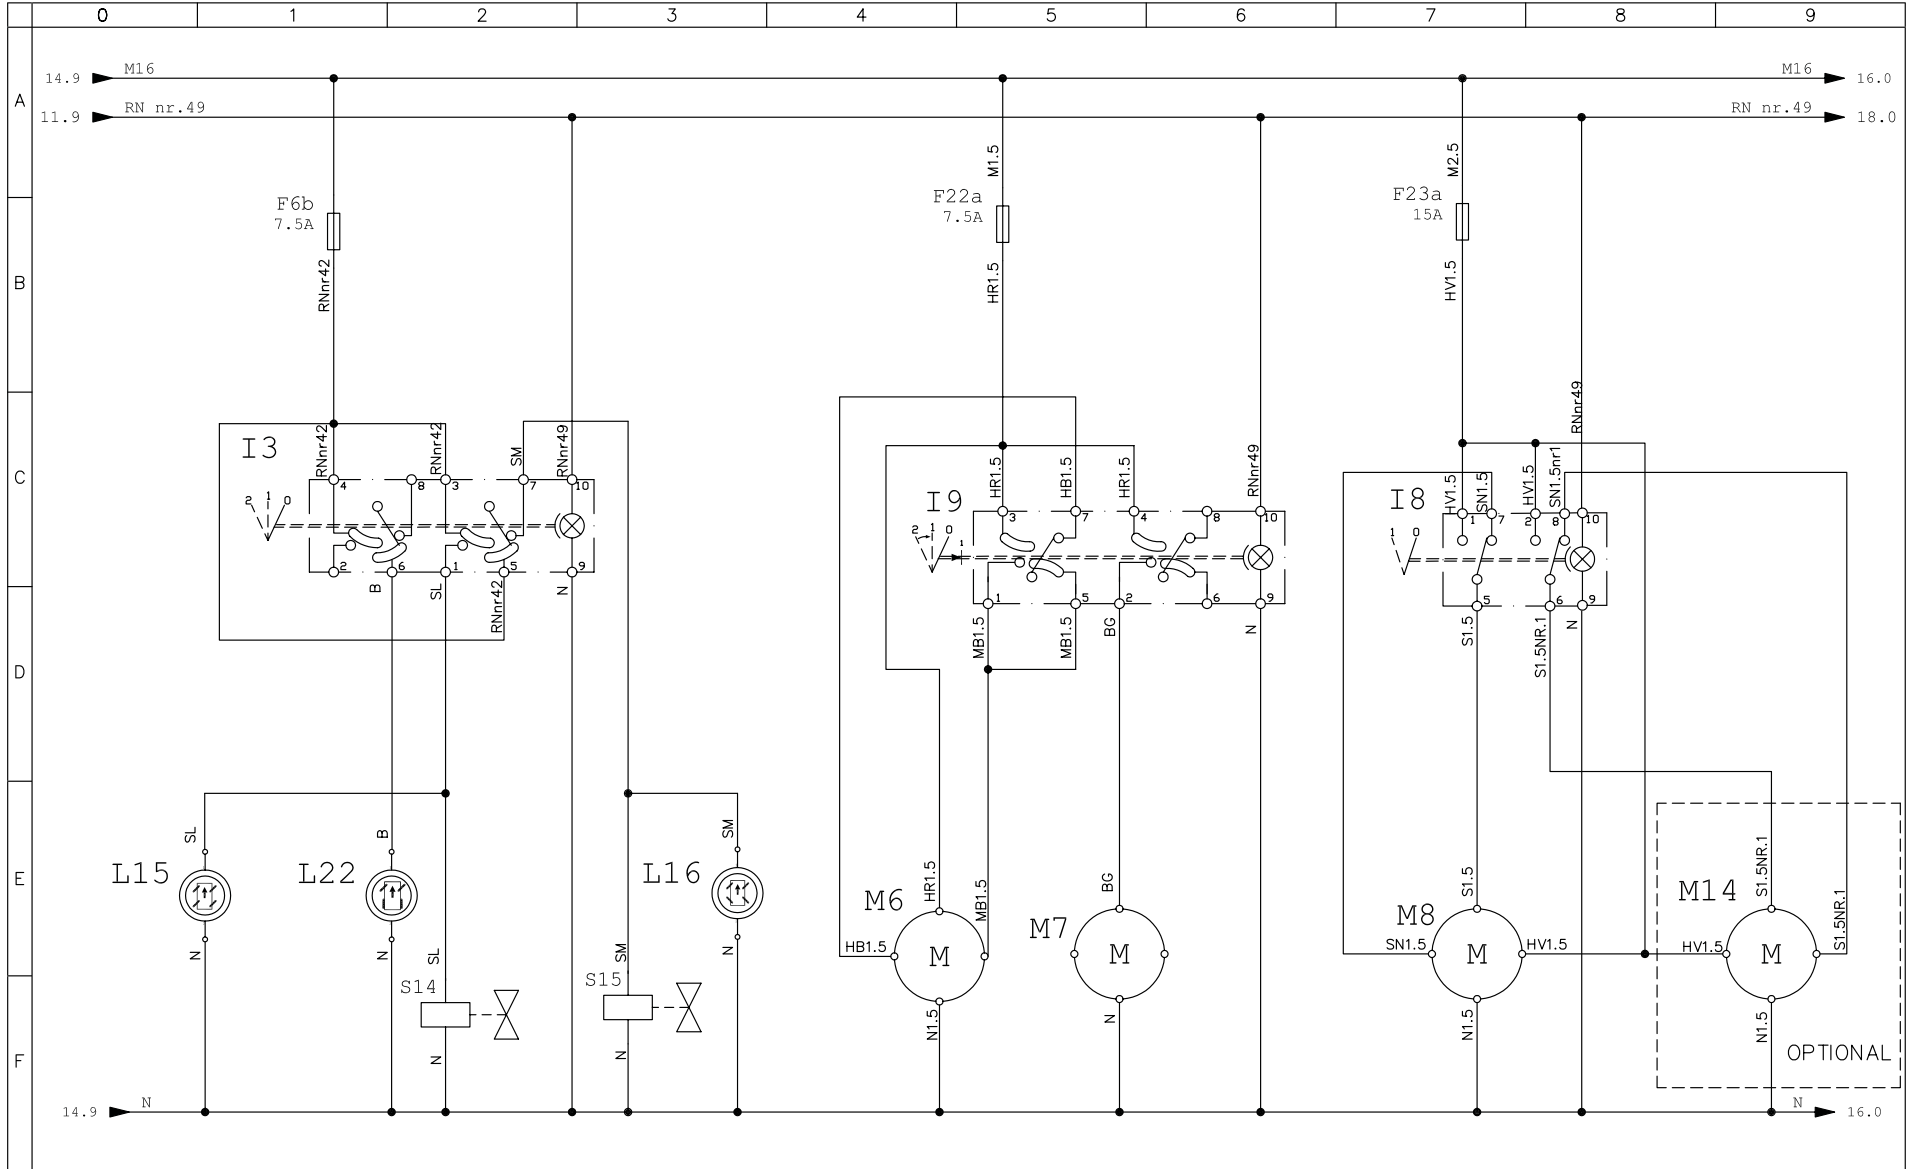 0 1 2 3 4 5 6 7 8 9
A
B
C
D
E
F
14.9 M16 M16 16.0
11.9 RN nr.49 RN nr.49 18.0
M1.5 M2.5
F6b F22a F23a
7.5A 7.5A 15A
RNnr42 HR1.5 HV1.5
RNnr49
I3
RNnr42 RNnr42 SM RNnr49
4 8 3 7 10
2 1 0
2 6 1 5 9
B SL RNnr42 N
I9
HR1.5 HB1.5 HR1.5 RNnr49
3 7 4 8 10
2 1 0 1
1 5 2 6 9
MB1.5 MB1.5 BG N
I8
HV1.5 SN1.5 HV1.5 SN1.5nr1
1 7 2 8 10
1 0
5 6 9
S1.5 S1.5NR.1 N
SL B SM HR1.5 MB1.5 BG S1.5 S1.5NR.1 S1.5NR.1
L15 L22 L16 M6 M7 M8 M14
HB1.5 M M SN1.5 M HV1.5 HV1.5 M
N N SL SM N
S14 S15
N N N1.5 N N1.5 N1.5
OPTIONAL
14.9 N N 16.0